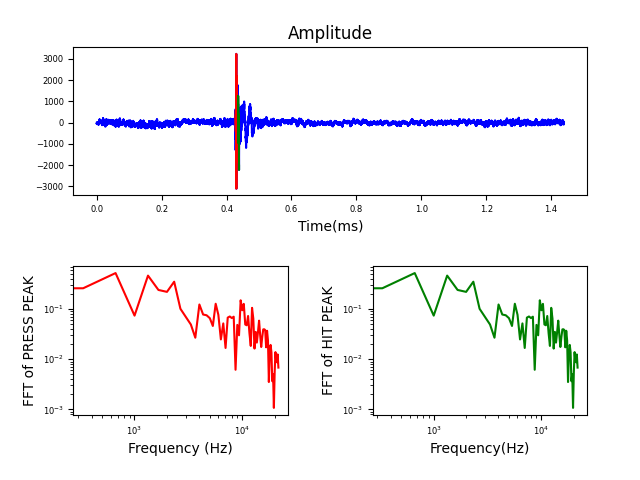 Amplitude
3000
2000
1000
0
−1000
−2000
−3000
0.0 0.2 0.4 0.6 0.8 1.0 1.2 1.4
Time(ms)
FFT of PRESS PEAK
10⁻¹
10⁻²
10⁻³
10³ 10⁴
Frequency (Hz)
FFT of HIT PEAK
10⁻¹
10⁻²
10⁻³
10³ 10⁴
Frequency(Hz)